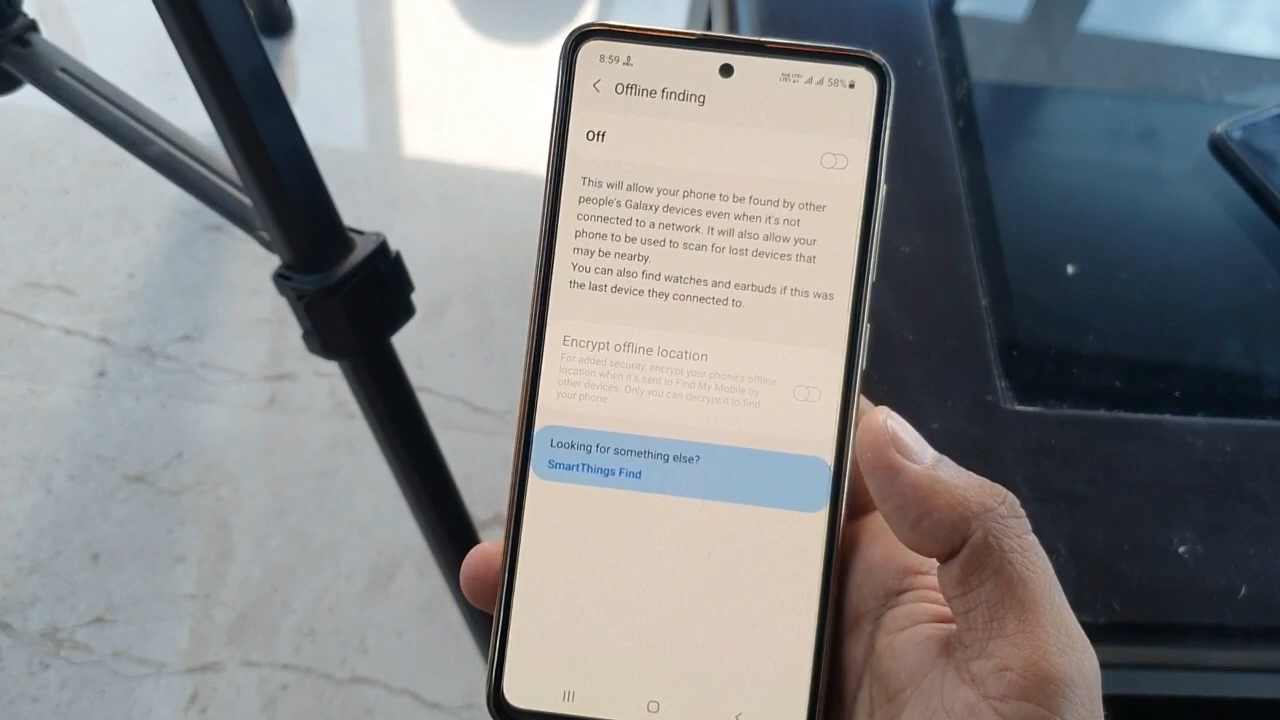 8:59
58%
Offline finding
Off
This will allow your phone to be found by other
people's Galaxy devices even when it's not
connected to a network. It will also allow your
phone to be used to scan for lost devices that
may be nearby.
You can also find watches and earbuds if this was
the last device they connected to.
Encrypt offline location
For added security, encrypt your phone's offline
location when it's sent to Find My Mobile by
other devices. Only you can decrypt it to find
your phone.
Looking for something else?
SmartThings Find